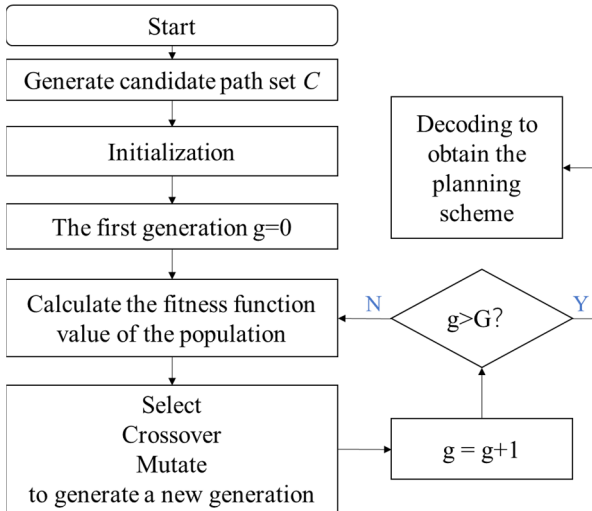 Start
Generate candidate path set C
Initialization
The first generation g=0
Calculate the fitness function
value of the population
Select
Crossover
Mutate
to generate a new generation
g = g+1
g>G?
N
Y
Decoding to
obtain the
planning
scheme